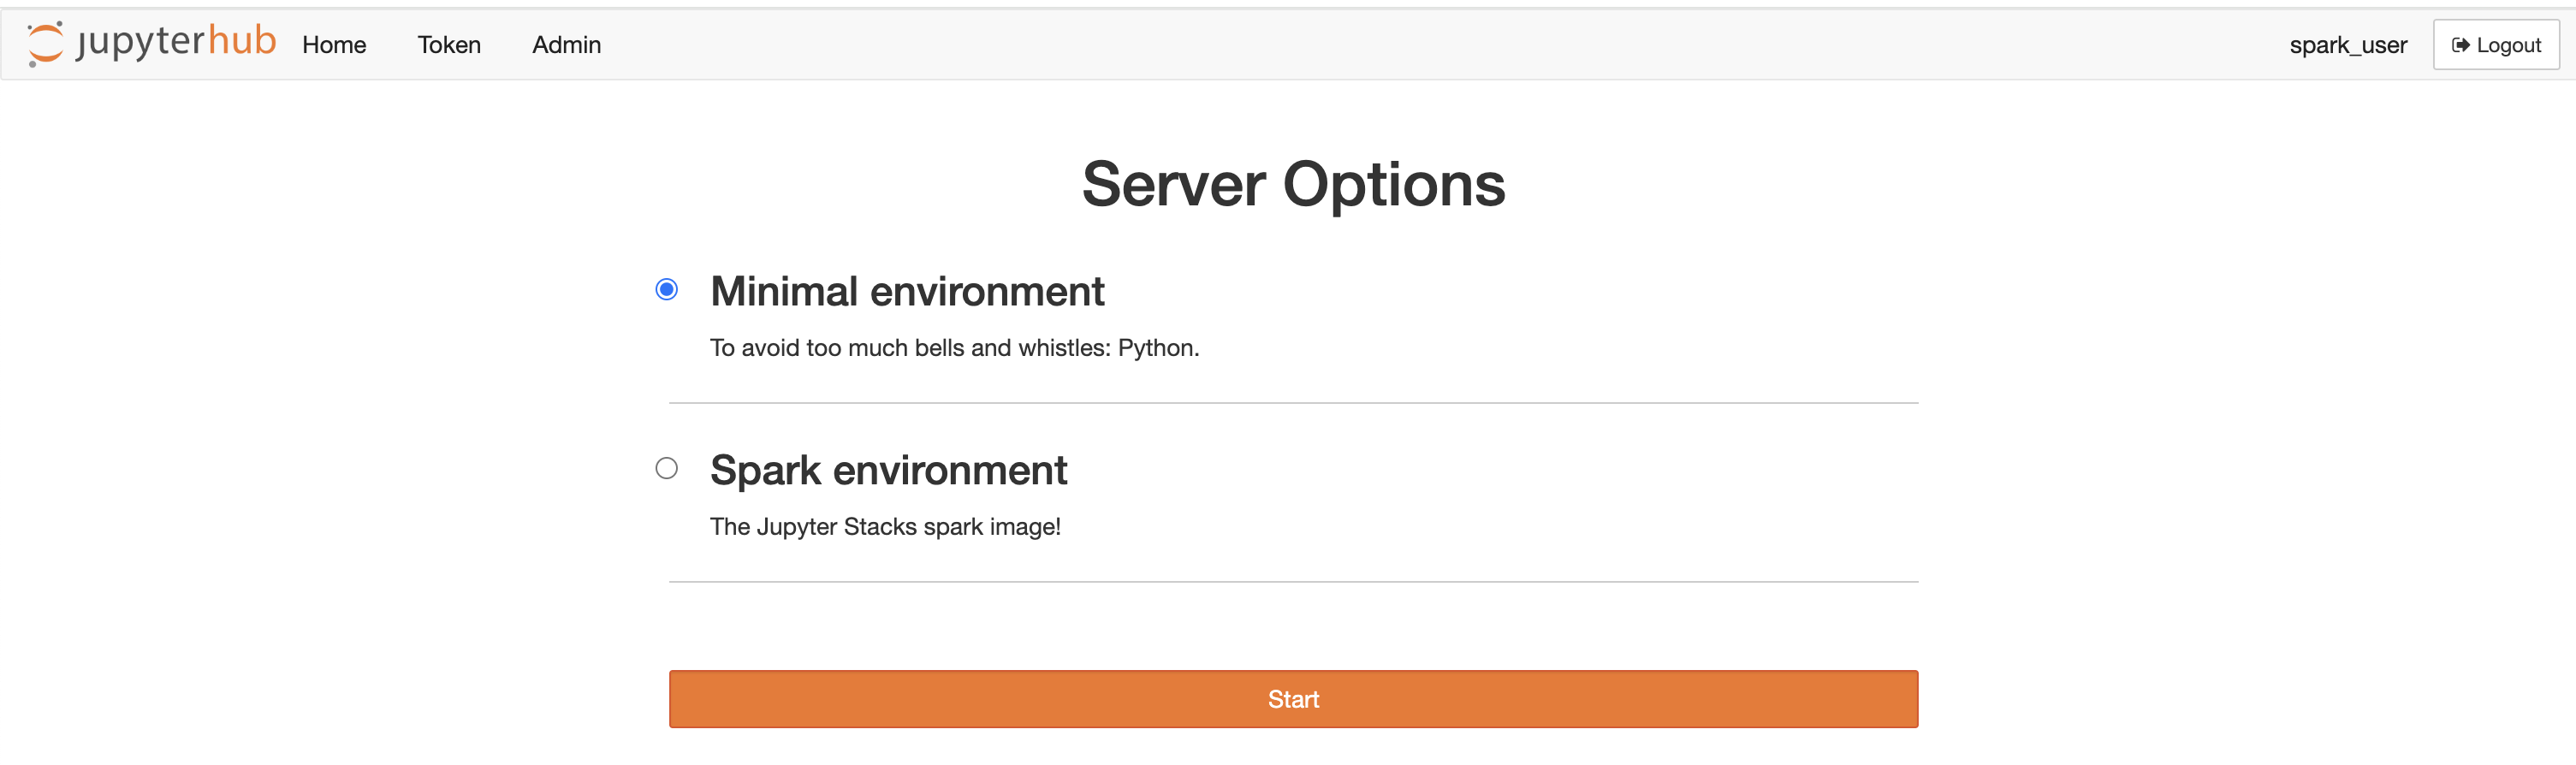 jupyterhub Home Token Admin spark_user Logout
Server Options
Minimal environment
To avoid too much bells and whistles: Python.
Spark environment
The Jupyter Stacks spark image!
Start